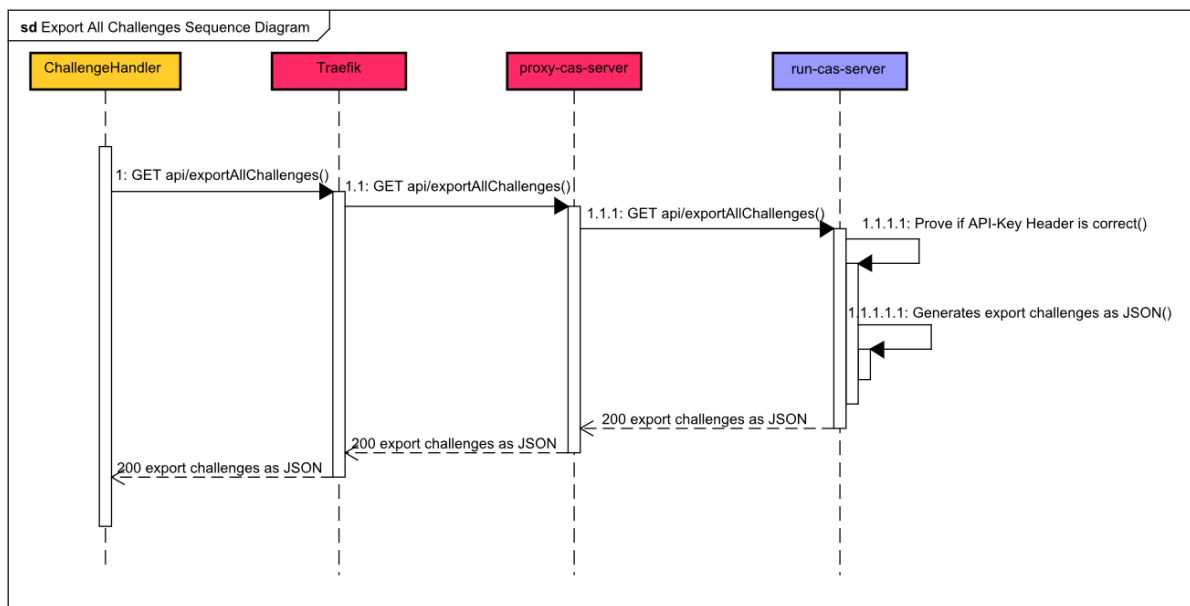 sd Export All Challenges Sequence Diagram
ChallengeHandler
Traefik
proxy-cas-server
run-cas-server
1: GET api/exportAllChallenges()
1.1: GET api/exportAllChallenges()
1.1.1: GET api/exportAllChallenges()
1.1.1.1: Prove if API-Key Header is correct()
1.1.1.1.1: Generates export challenges as JSON()
200 export challenges as JSON
200 export challenges as JSON
200 export challenges as JSON